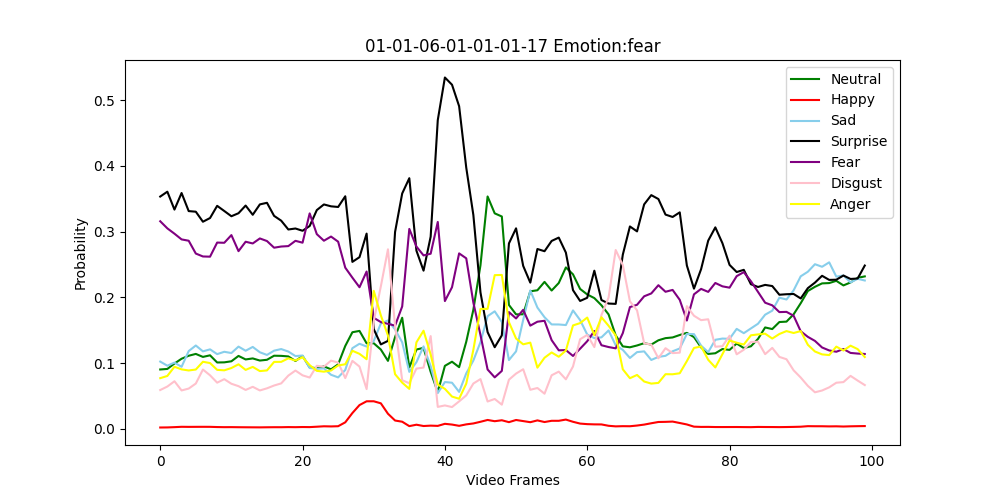 01-01-06-01-01-01-17 Emotion:fear
Probability
0.5
0.4
0.3
0.2
0.1
0.0
0
20
40
60
80
100
Video Frames
Neutral
Happy
Sad
Surprise
Fear
Disgust
Anger